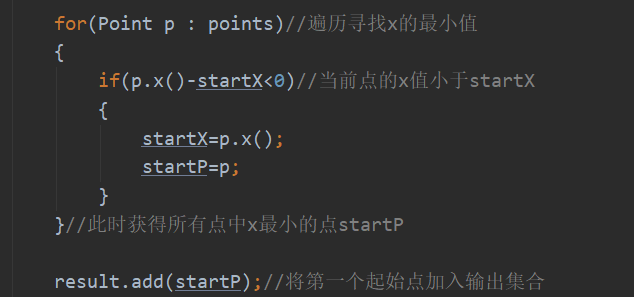 for(Point p : points)//遍历寻找x的最小值
{
if(p.x()-startX<0)//当前点的x值小于startX
{
startX=p.x();
startP=p;
}
}//此时获得所有点中x最小的点startP
result.add(startP);//将第一个起始点加入输出集合